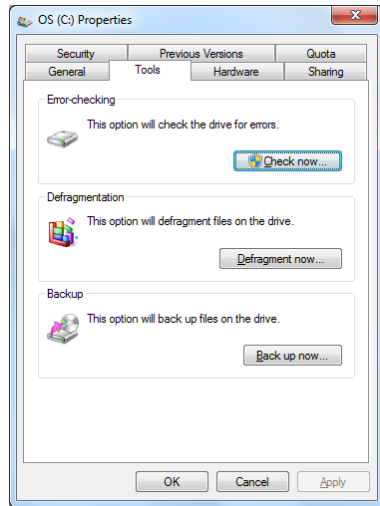 OS (C:) Properties
Security Previous Versions Quota
General Tools Hardware Sharing
Error-checking
This option will check the drive for errors.
Check now...
Defragmentation
This option will defragment files on the drive.
Defragment now...
Backup
This option will back up files on the drive.
Back up now...
OK Cancel Apply